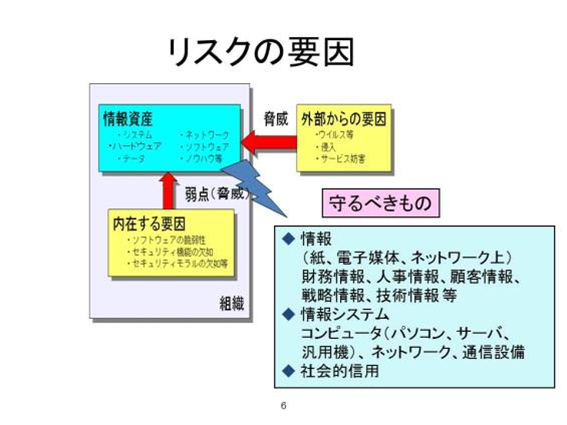 リスクの要因
情報資産
・システム ・ネットワーク
・ハードウェア ・ソフトウェア
・データ ・ノウハウ等
脅威
外部からの要因
・ウイルス等
・侵入
・サービス妨害
弱点(脅威)
内在する要因
・ソフトウェアの脆弱性
・セキュリティ機能の欠如
・セキュリティモラルの欠如等
組織
守るべきもの
◆ 情報
(紙、電子媒体、ネットワーク上)
財務情報、人事情報、顧客情報、
戦略情報、技術情報 等
◆ 情報システム
コンピュータ(パソコン、サーバ、
汎用機)、ネットワーク、通信設備
◆ 社会的信用
6